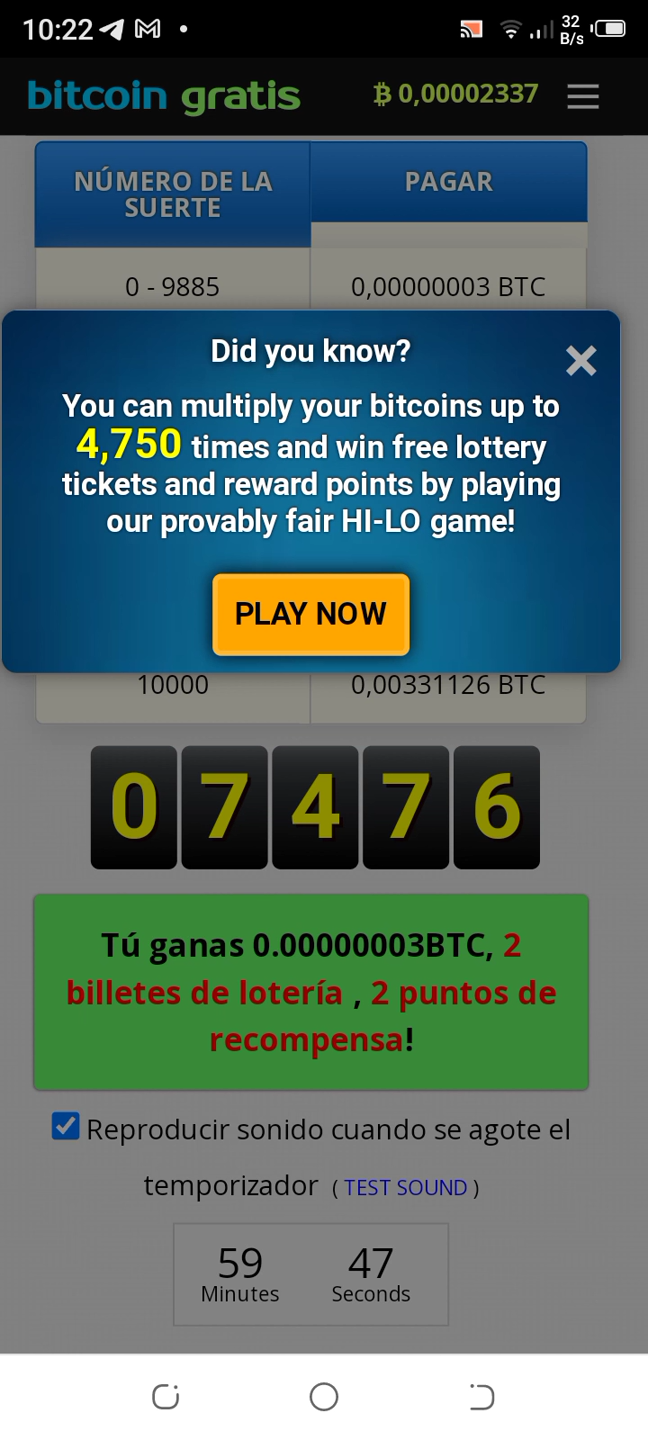 10:22
32
B/s
bitcoin gratis
₿ 0,00002337
NÚMERO DE LA
SUERTE
PAGAR
0 - 9885
0,00000003 BTC
Did you know?
×
You can multiply your bitcoins up to
4,750 times and win free lottery
tickets and reward points by playing
our provably fair HI-LO game!
PLAY NOW
10000
0,00331126 BTC
0 7 4 7 6
Tú ganas 0.00000003BTC, 2
billetes de lotería , 2 puntos de
recompensa!
Reproducir sonido cuando se agote el
temporizador ( TEST SOUND )
59
Minutes
47
Seconds